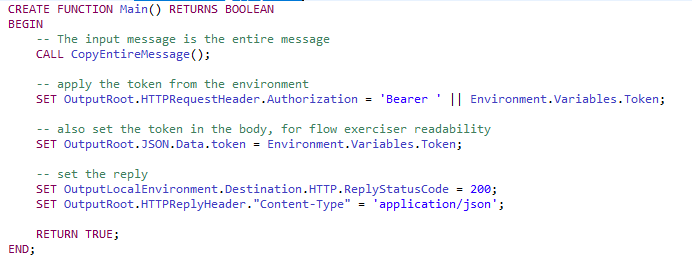 CREATE FUNCTION Main() RETURNS BOOLEAN
BEGIN
-- The input message is the entire message
CALL CopyEntireMessage();
-- apply the token from the environment
SET OutputRoot.HTTPRequestHeader.Authorization = 'Bearer ' || Environment.Variables.Token;
-- also set the token in the body, for flow exerciser readability
SET OutputRoot.JSON.Data.token = Environment.Variables.Token;
-- set the reply
SET OutputLocalEnvironment.Destination.HTTP.ReplyStatusCode = 200;
SET OutputRoot.HTTPReplyHeader."Content-Type" = 'application/json';
RETURN TRUE;
END;